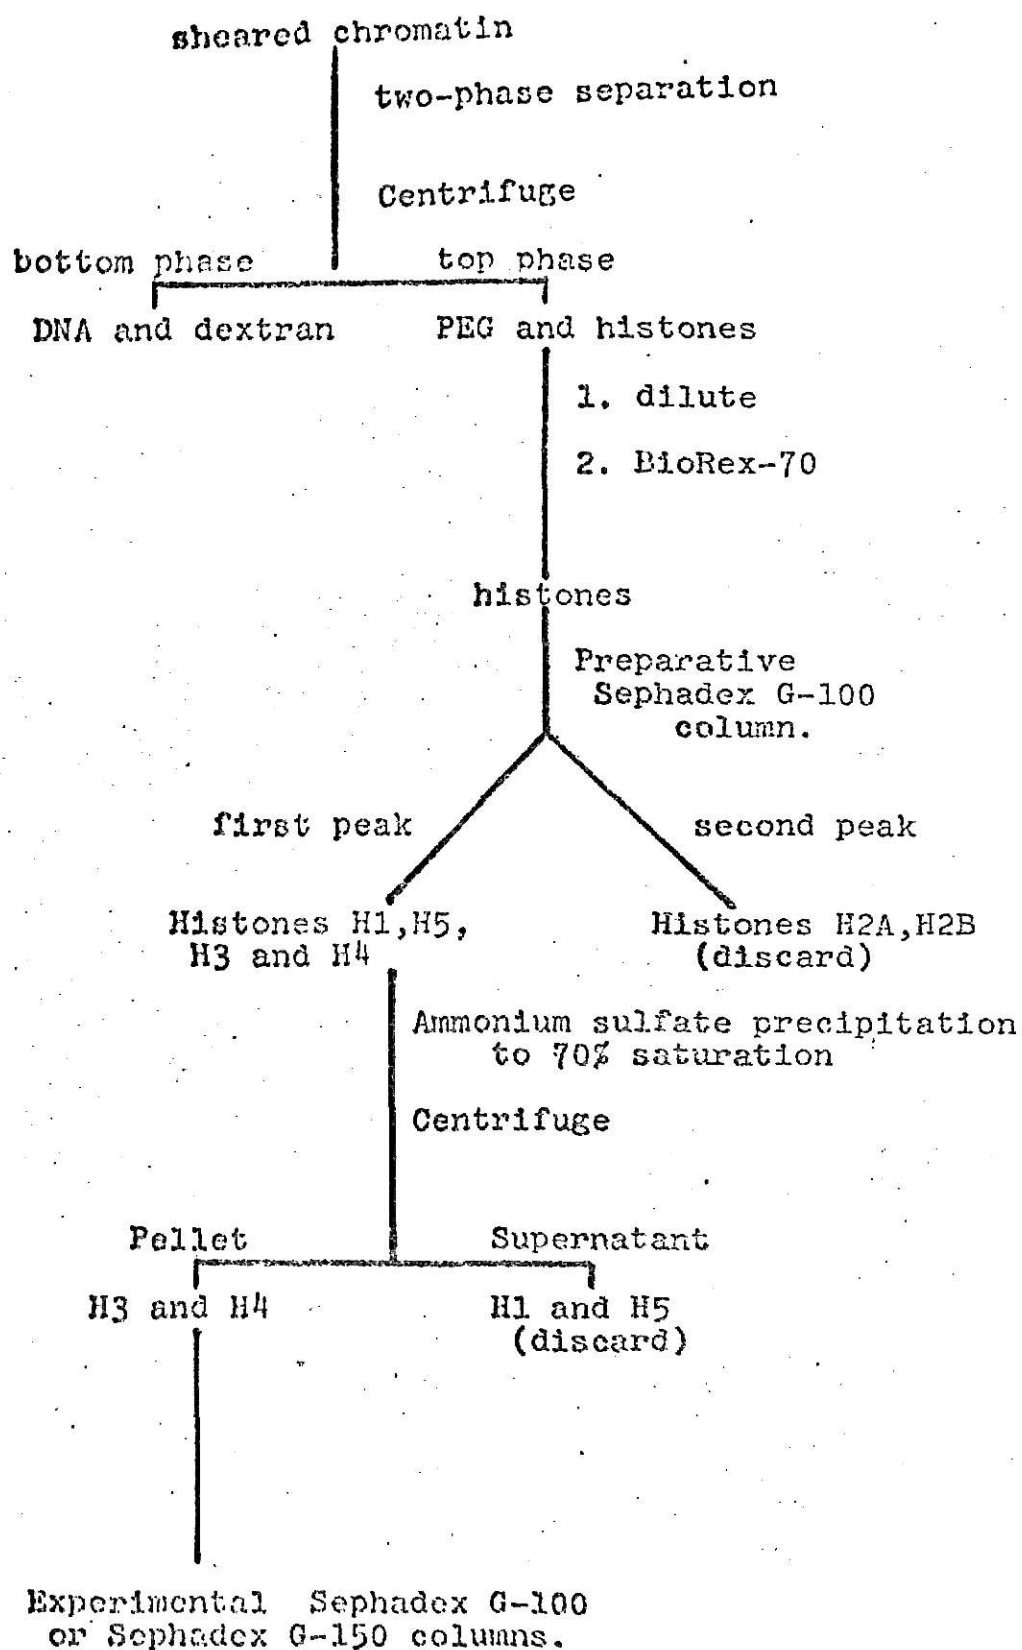 sheared chromatin
two-phase separation
Centrifuge
bottom phase
top phase
DNA and dextran
PEG and histones
1. dilute
2. BioRex-70
histones
Preparative
Sephadex G-100
column.
first peak
second peak
Histones H1,H5,
H3 and H4
Histones H2A,H2B
(discard)
Ammonium sulfate precipitation
to 70% saturation
Centrifuge
Pellet
Supernatant
H3 and H4
H1 and H5
(discard)
Experimental Sephadex G-100
or Sephadex G-150 columns.